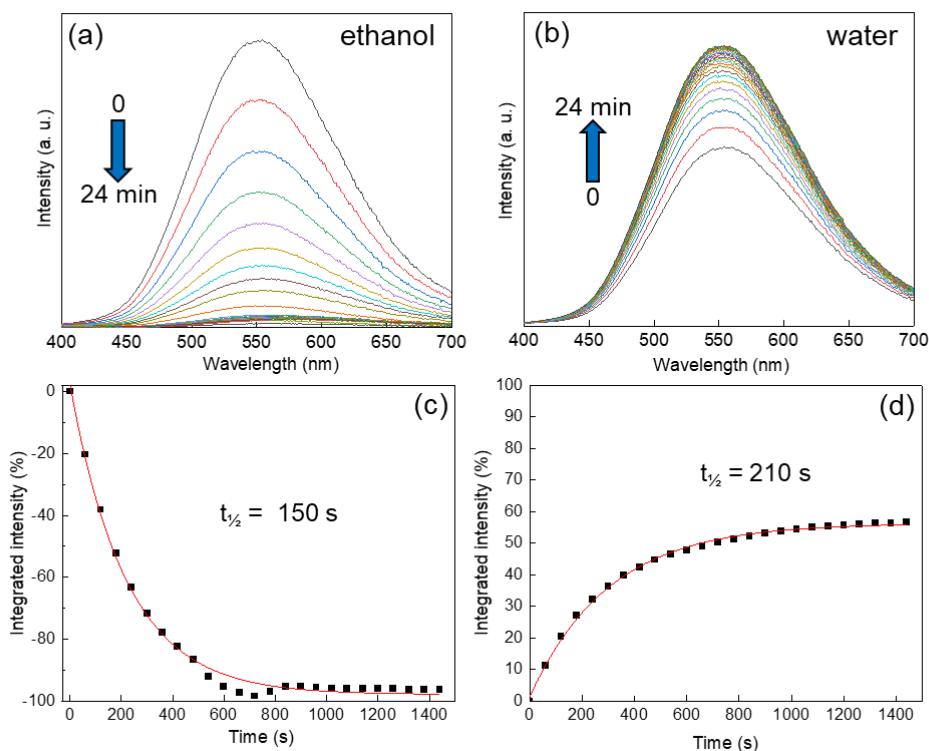 (a)
ethanol
0
24 min
Intensity (a. u.)
400 450 500 550 600 650 700
Wavelength (nm)
(b)
water
24 min
0
Intensity (a. u.)
400 450 500 550 600 650 700
Wavelength (nm)
(c)
t½ = 150 s
0
-20
-40
-60
-80
-100
Integrated intensity (%)
0 200 400 600 800 1000 1200 1400
Time (s)
(d)
t½ = 210 s
100
90
80
70
60
50
40
30
20
10
0
Integrated intensity (%)
0 200 400 600 800 1000 1200 1400
Time (s)